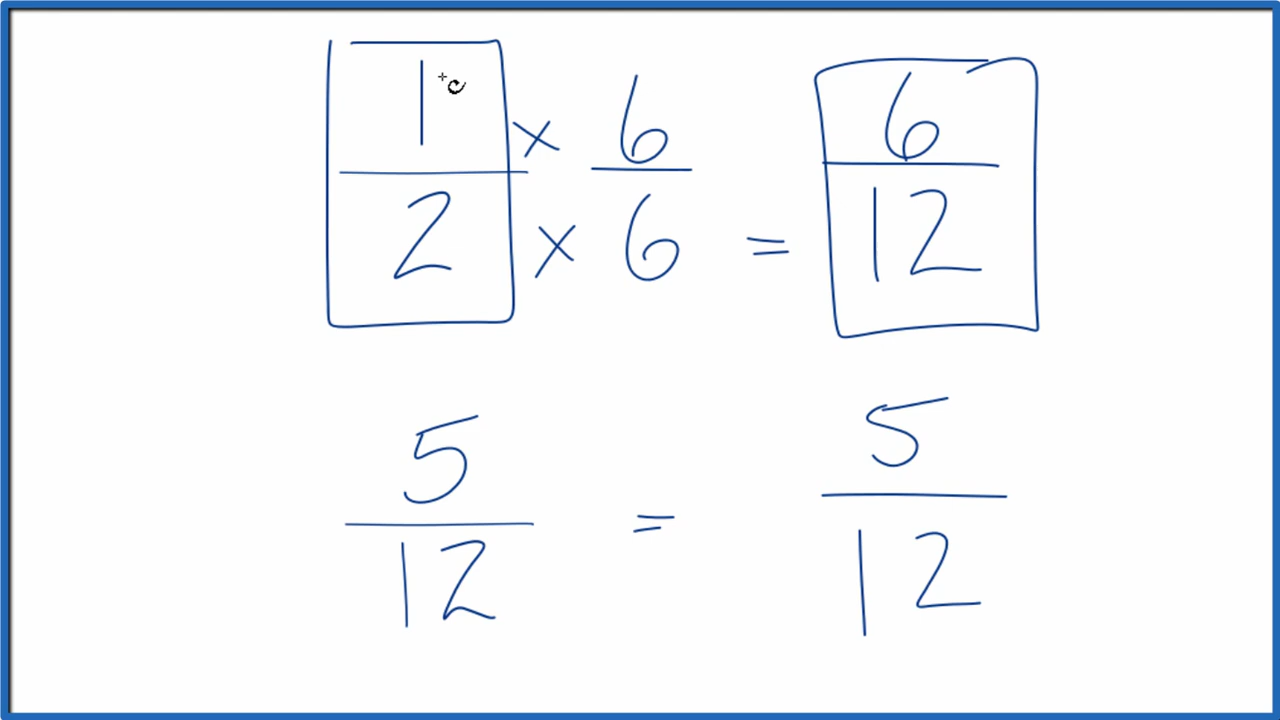 1 × 6 6
2 × 6 = 12
5 5
12 = 12